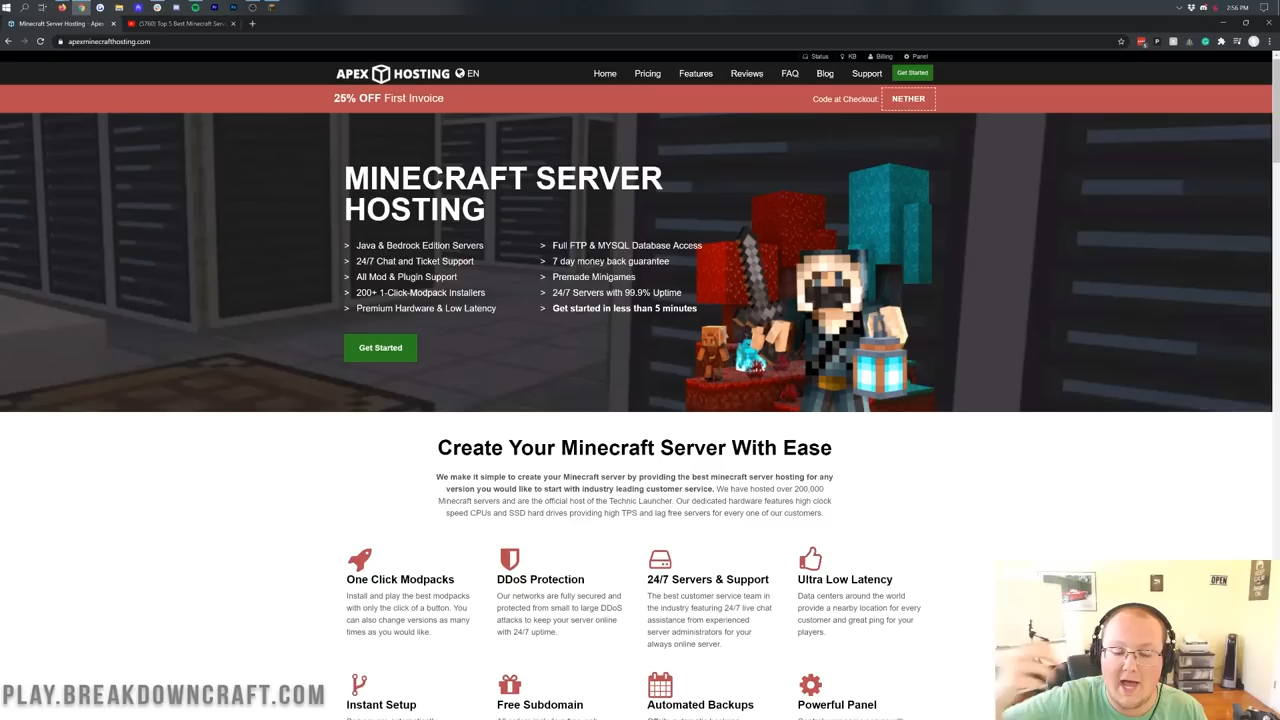 2:56 PM
Minecraft Server Hosting - Apex
(5760) Top 5 Best Minecraft Serv
apexminecrafthosting.com
Status KB Billing Panel
APEX HOSTING EN
Home Pricing Features Reviews FAQ Blog Support Get Started
25% OFF First Invoice
Code at Checkout: NETHER
MINECRAFT SERVER
HOSTING
> Java & Bedrock Edition Servers
> 24/7 Chat and Ticket Support
> All Mod & Plugin Support
> 200+ 1-Click-Modpack Installers
> Premium Hardware & Low Latency
> Full FTP & MYSQL Database Access
> 7 day money back guarantee
> Premade Minigames
> 24/7 Servers with 99.9% Uptime
> Get started in less than 5 minutes
Get Started
Create Your Minecraft Server With Ease
We make it simple to create your Minecraft server by providing the best minecraft server hosting for any
version you would like to start with industry leading customer service. We have hosted over 200,000
Minecraft servers and are the official host of the Technic Launcher. Our dedicated hardware features high clock
speed CPUs and SSD hard drives providing high TPS and lag free servers for every one of our customers.
One Click Modpacks
Install and play the best modpacks
with only the click of a button. You
can also change versions as many
times as you would like.
DDoS Protection
Our networks are fully secured and
protected from small to large DDoS
attacks to keep your server online
with 24/7 uptime.
24/7 Servers & Support
The best customer service team in
the industry featuring 24/7 live chat
assistance from experienced
server administrators for your
always online server.
Ultra Low Latency
Data centers around the world
provide a nearby location for every
customer and great ping for your
players.
Instant Setup
Free Subdomain
Automated Backups
Powerful Panel
OPEN
PLAY.BREAKDOWNCRAFT.COM